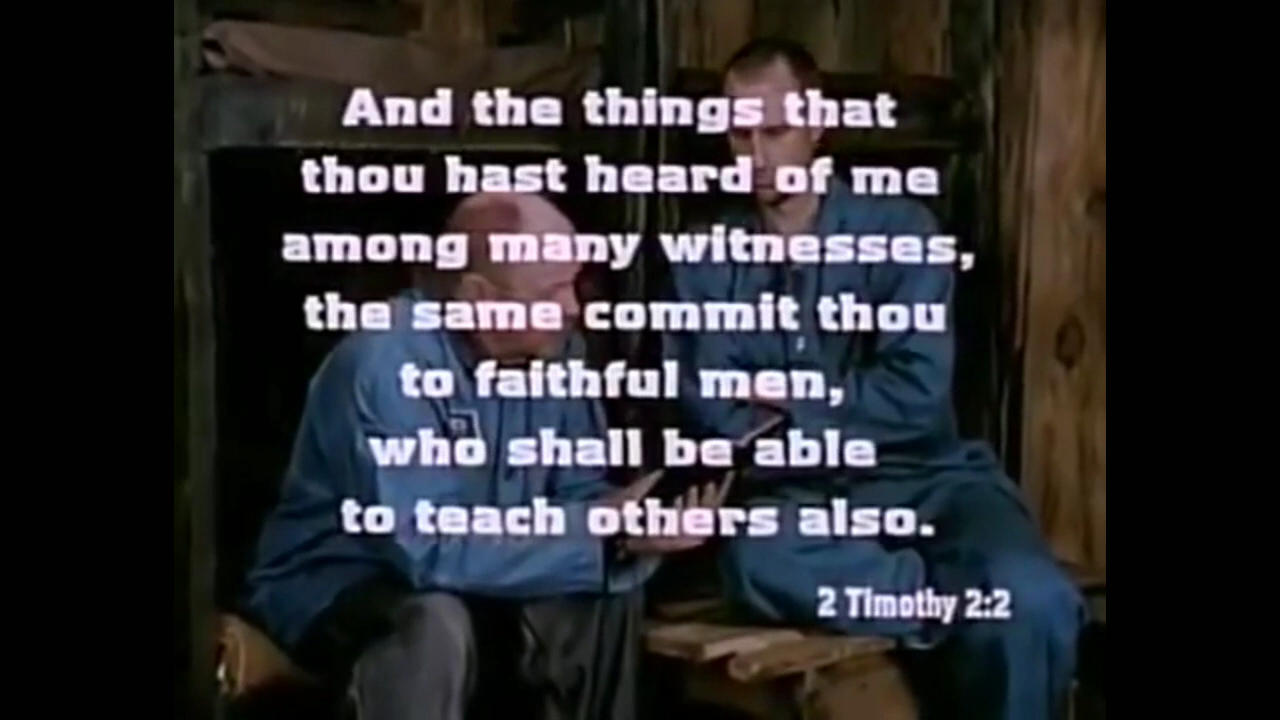 And the things that
thou hast heard of me
among many witnesses,
the same commit thou
to faithful men,
who shall be able
to teach others also.
2 Timothy 2:2